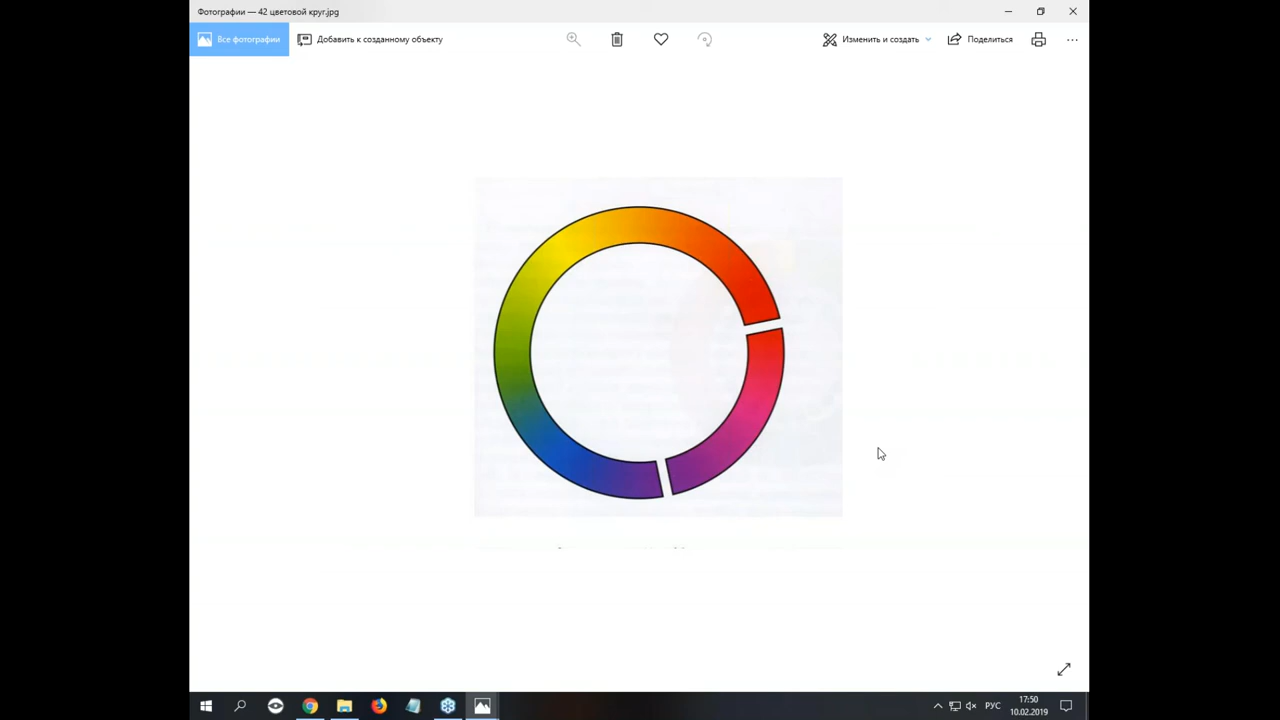 Фотографии — 42 цветовой круг.jpg
Все фотографии
Добавить к созданному объекту
Изменить и создать
Поделиться
РУС
17:50
10.02.2019